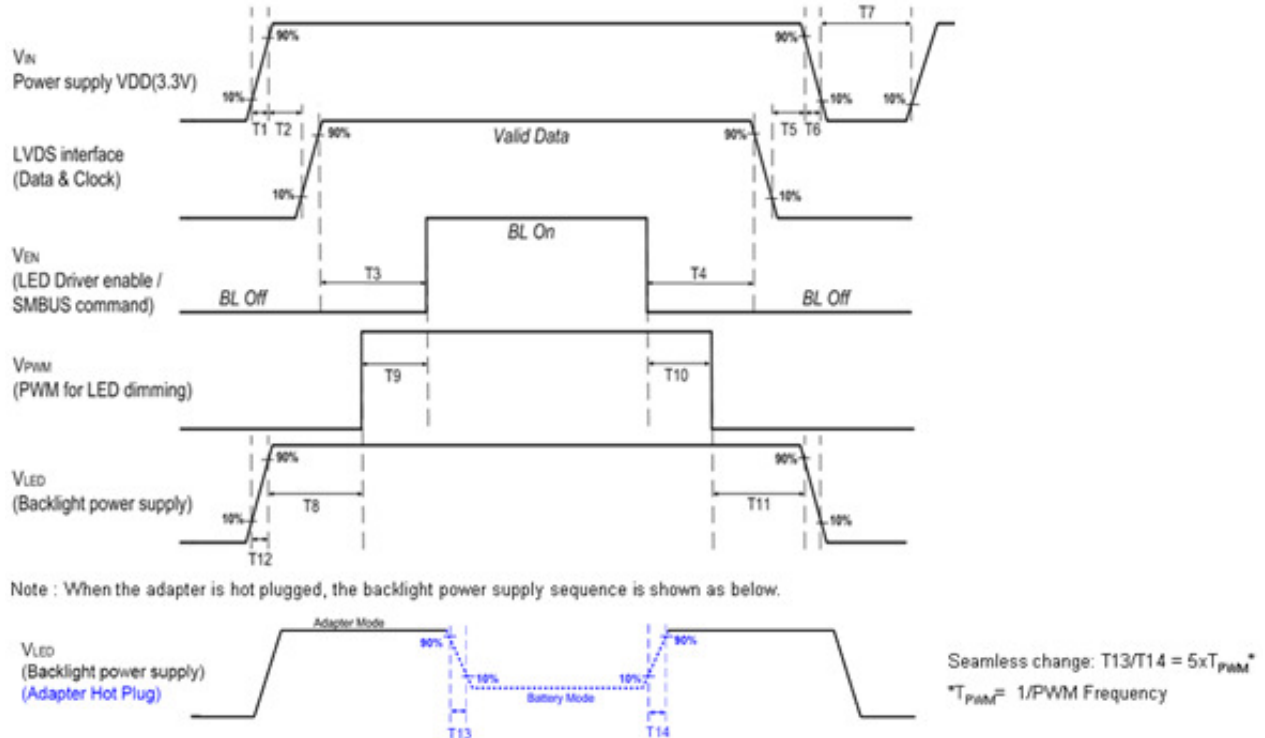 T7
90%
90%
VIN
Power supply VDD(3.3V)
10%
10%
10%
T1
T2
T5
T6
LVDS interface
(Data & Clock)
90%
Valid Data
90%
10%
10%
VEN
(LED Driver enable /
SMBUS command)
BL On
T3
T4
BL Off
BL Off
VPWM
(PWM for LED dimming)
T9
T10
90%
90%
VLED
(Backlight power supply)
T8
T11
10%
10%
T12
Note : When the adapter is hot plugged, the backlight power supply sequence is shown as below.
Adapter Mode
VLED
(Backlight power supply)
(Adapter Hot Plug)
90%
90%
10%
10%
Battery Mode
T13
T14
Seamless change: T13/T14 = 5xTPWM*
*TPWM= 1/PWM Frequency